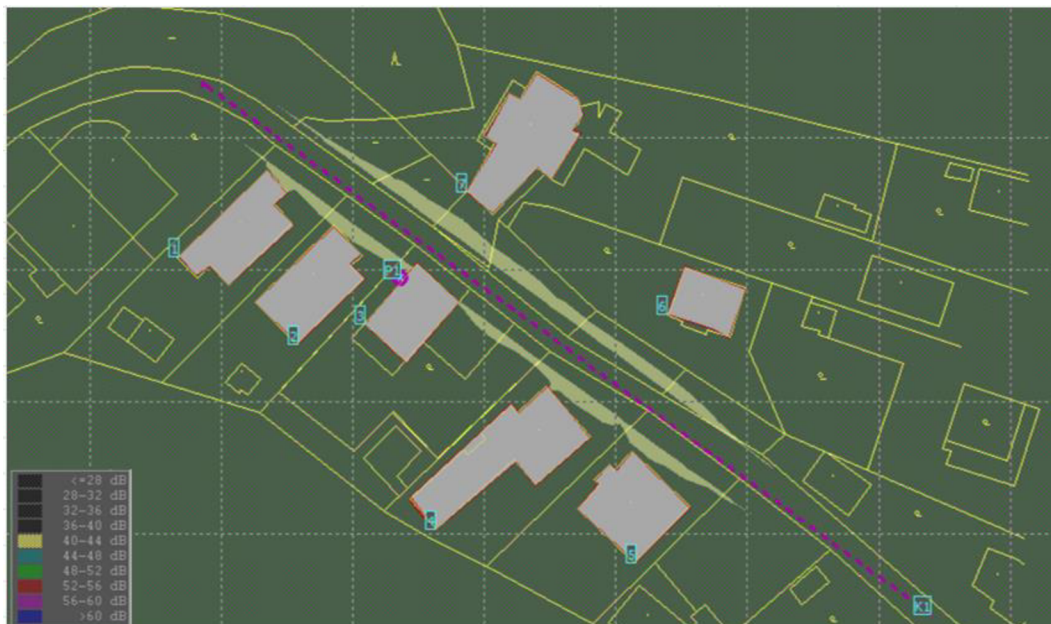 7
1
P1
6
3
2
4
5
K1
<=28 dB
28-32 dB
32-36 dB
36-40 dB
40-44 dB
44-48 dB
48-52 dB
52-56 dB
56-60 dB
>60 dB